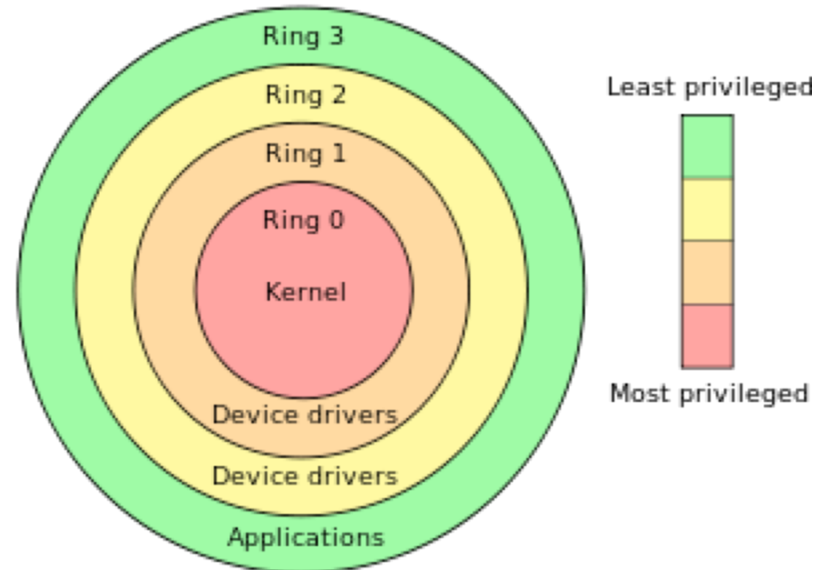 Ring 3
Ring 2
Ring 1
Ring 0
Kernel
Device drivers
Device drivers
Applications
Least privileged
Most privileged